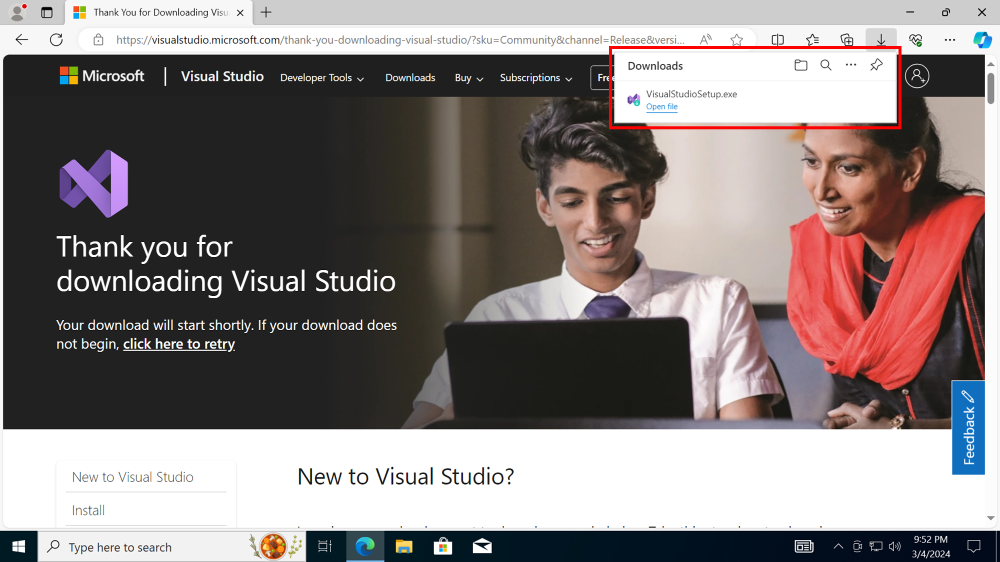 Thank You for Downloading Visu
https://visualstudio.microsoft.com/thank-you-downloading-visual-studio/?sku=Community&channel=Release&versi...
Microsoft | Visual Studio Developer Tools Downloads Buy Subscriptions Fre
Downloads
VisualStudioSetup.exe
Open file
Thank you for
downloading Visual Studio
Your download will start shortly. If your download does
not begin, click here to retry
Feedback
New to Visual Studio
Install
New to Visual Studio?
Type here to search
9:52 PM
3/4/2024